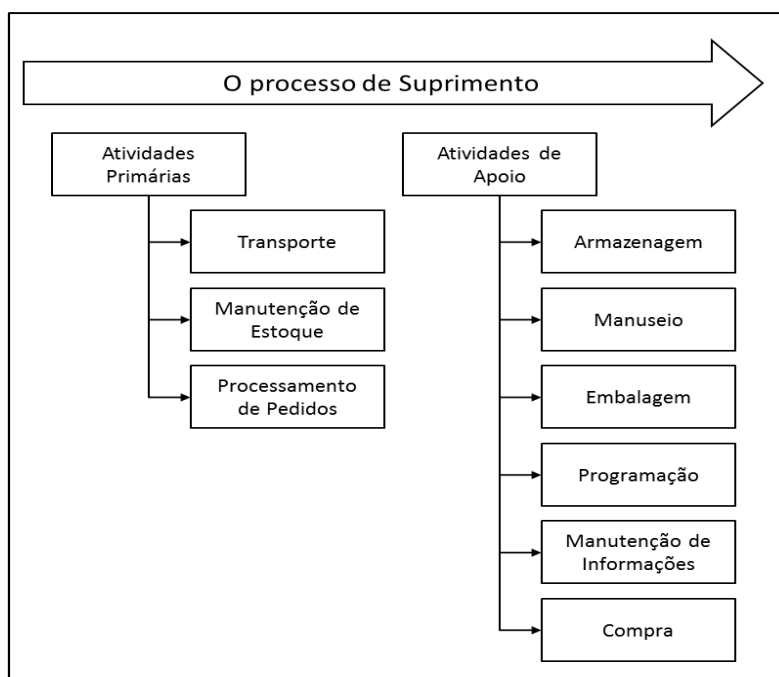 O processo de Suprimento
Atividades
Primárias
Transporte
Manutenção de
Estoque
Processamento
de Pedidos
Atividades de
Apoio
Armazenagem
Manuseio
Embalagem
Programação
Manutenção de
Informações
Compra